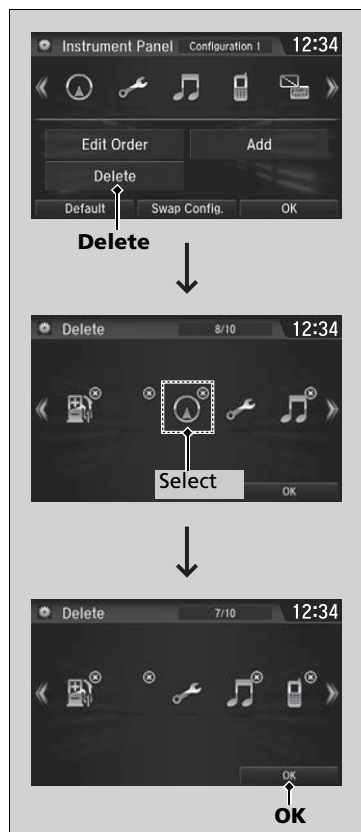 Instrument Panel Configuration 1 12:34
Edit Order Add
Delete
Default Swap Config. OK
Delete
Delete 8/10 12:34
Select
OK
Delete 7/10 12:34
OK
OK